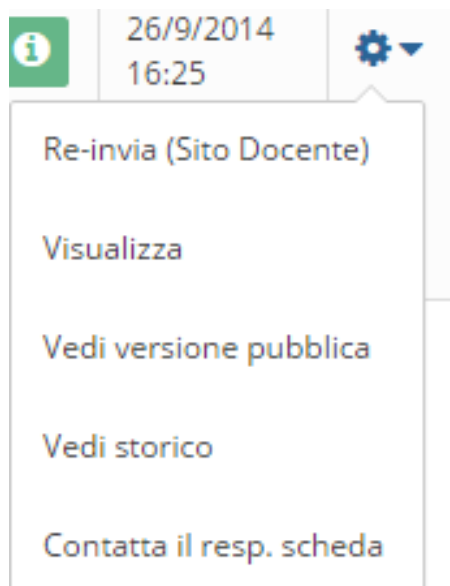 26/9/2014
16:25
Re-invia (Sito Docente)
Visualizza
Vedi versione pubblica
Vedi storico
Contatta il resp. scheda